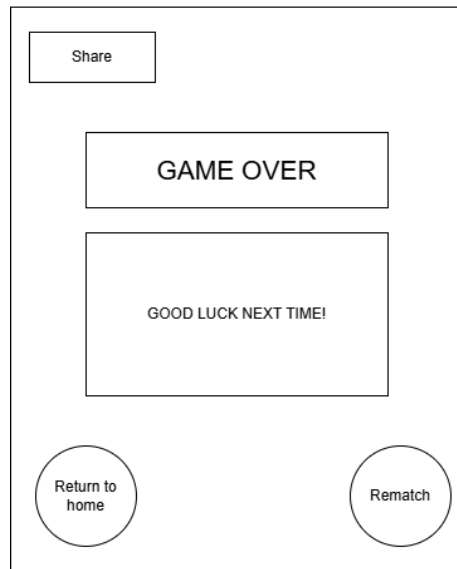 Share
GAME OVER
GOOD LUCK NEXT TIME!
Return to
home
Rematch